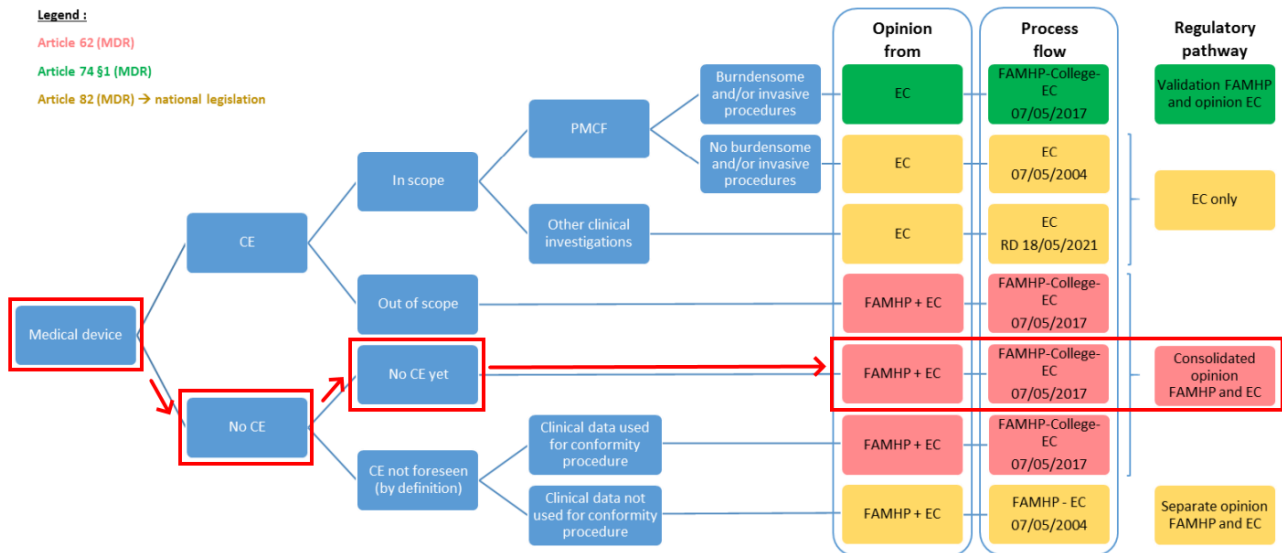 Legend :
Article 62 (MDR)
Article 74 §1 (MDR)
Article 82 (MDR) → national legislation
Opinion
from
Process
flow
Regulatory
pathway
Medical device
CE
No CE
In scope
Out of scope
No CE yet
CE not foreseen
(by definition)
PMCF
Other clinical
investigations
Clinical data used
for conformity
procedure
Clinical data not
used for conformity
procedure
Burndensome
and/or invasive
procedures
No burdensome
and/or invasive
procedures
EC
FAMHP-College-
EC
07/05/2017
Validation FAMHP
and opinion EC
EC
EC
07/05/2004
EC only
EC
EC
RD 18/05/2021
FAMHP + EC
FAMHP-College-
EC
07/05/2017
FAMHP + EC
FAMHP-College-
EC
07/05/2017
Consolidated
opinion
FAMHP and EC
FAMHP + EC
FAMHP-College-
EC
07/05/2017
FAMHP + EC
FAMHP - EC
07/05/2004
Separate opinion
FAMHP and EC